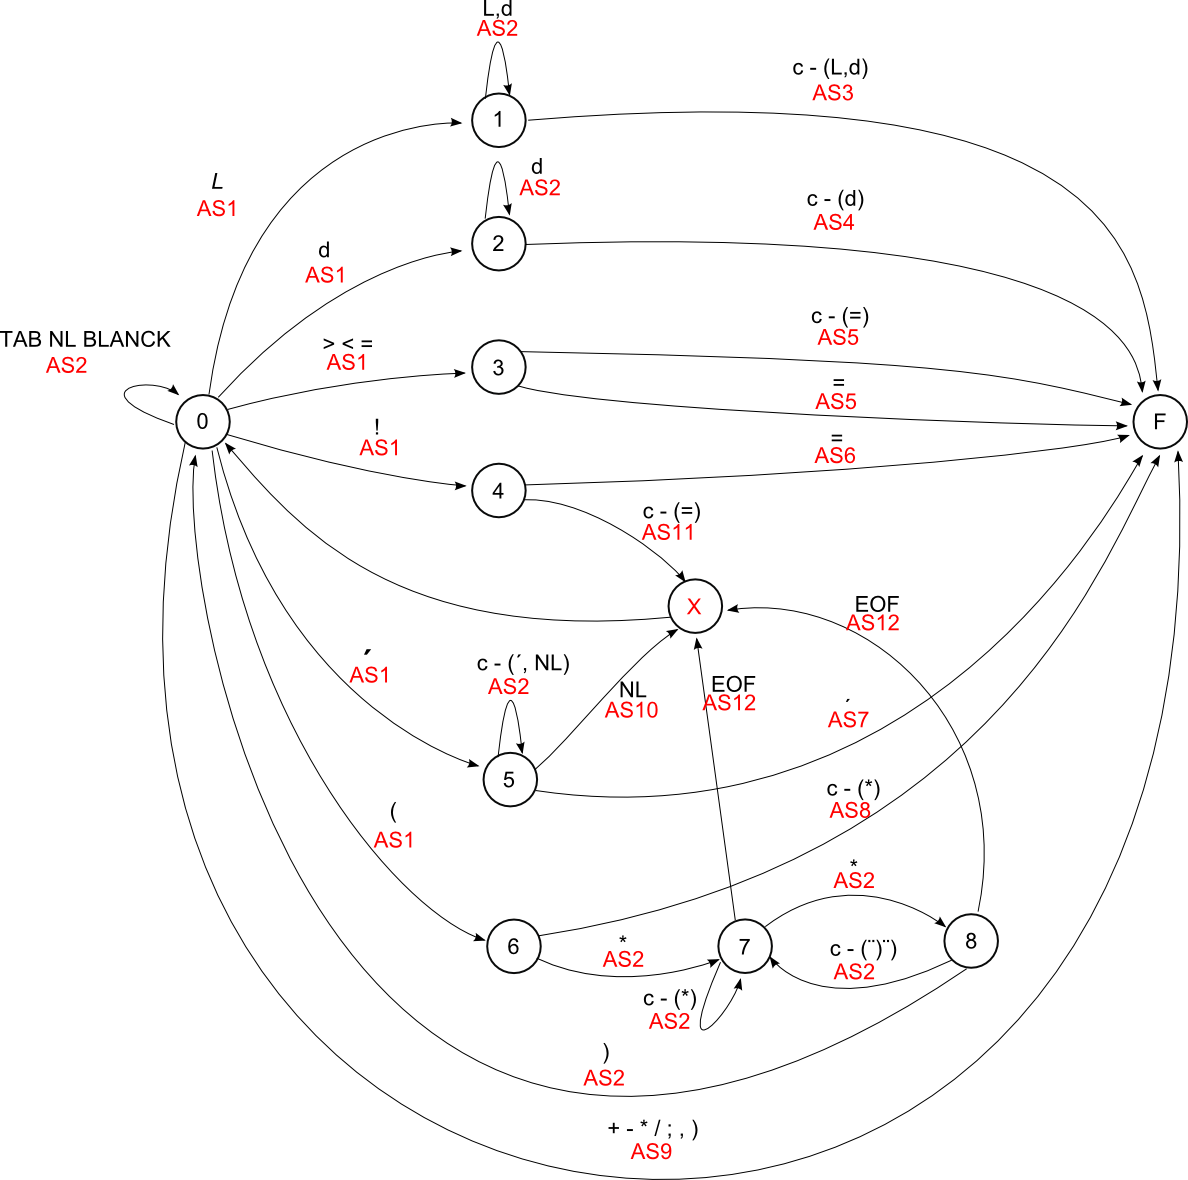 L,d
AS2
c - (L,d)
AS3
1
L
AS1
d
AS2
c - (d)
AS4
2
d
AS1
TAB NL BLANCK
AS2
> < =
AS1
c - (=)
AS5
3
=
AS5
0
F
!
AS1
=
AS6
4
c - (=)
AS11
X
EOF
AS12
´
AS1
c - (´, NL)
AS2
NL
AS10
EOF
AS12
´
AS7
5
(
AS1
c - (*)
AS8
*
AS2
6
*
AS2
7
8
c - (¨)¨)
AS2
c - (*)
AS2
)
AS2
+ - * / ; , )
AS9